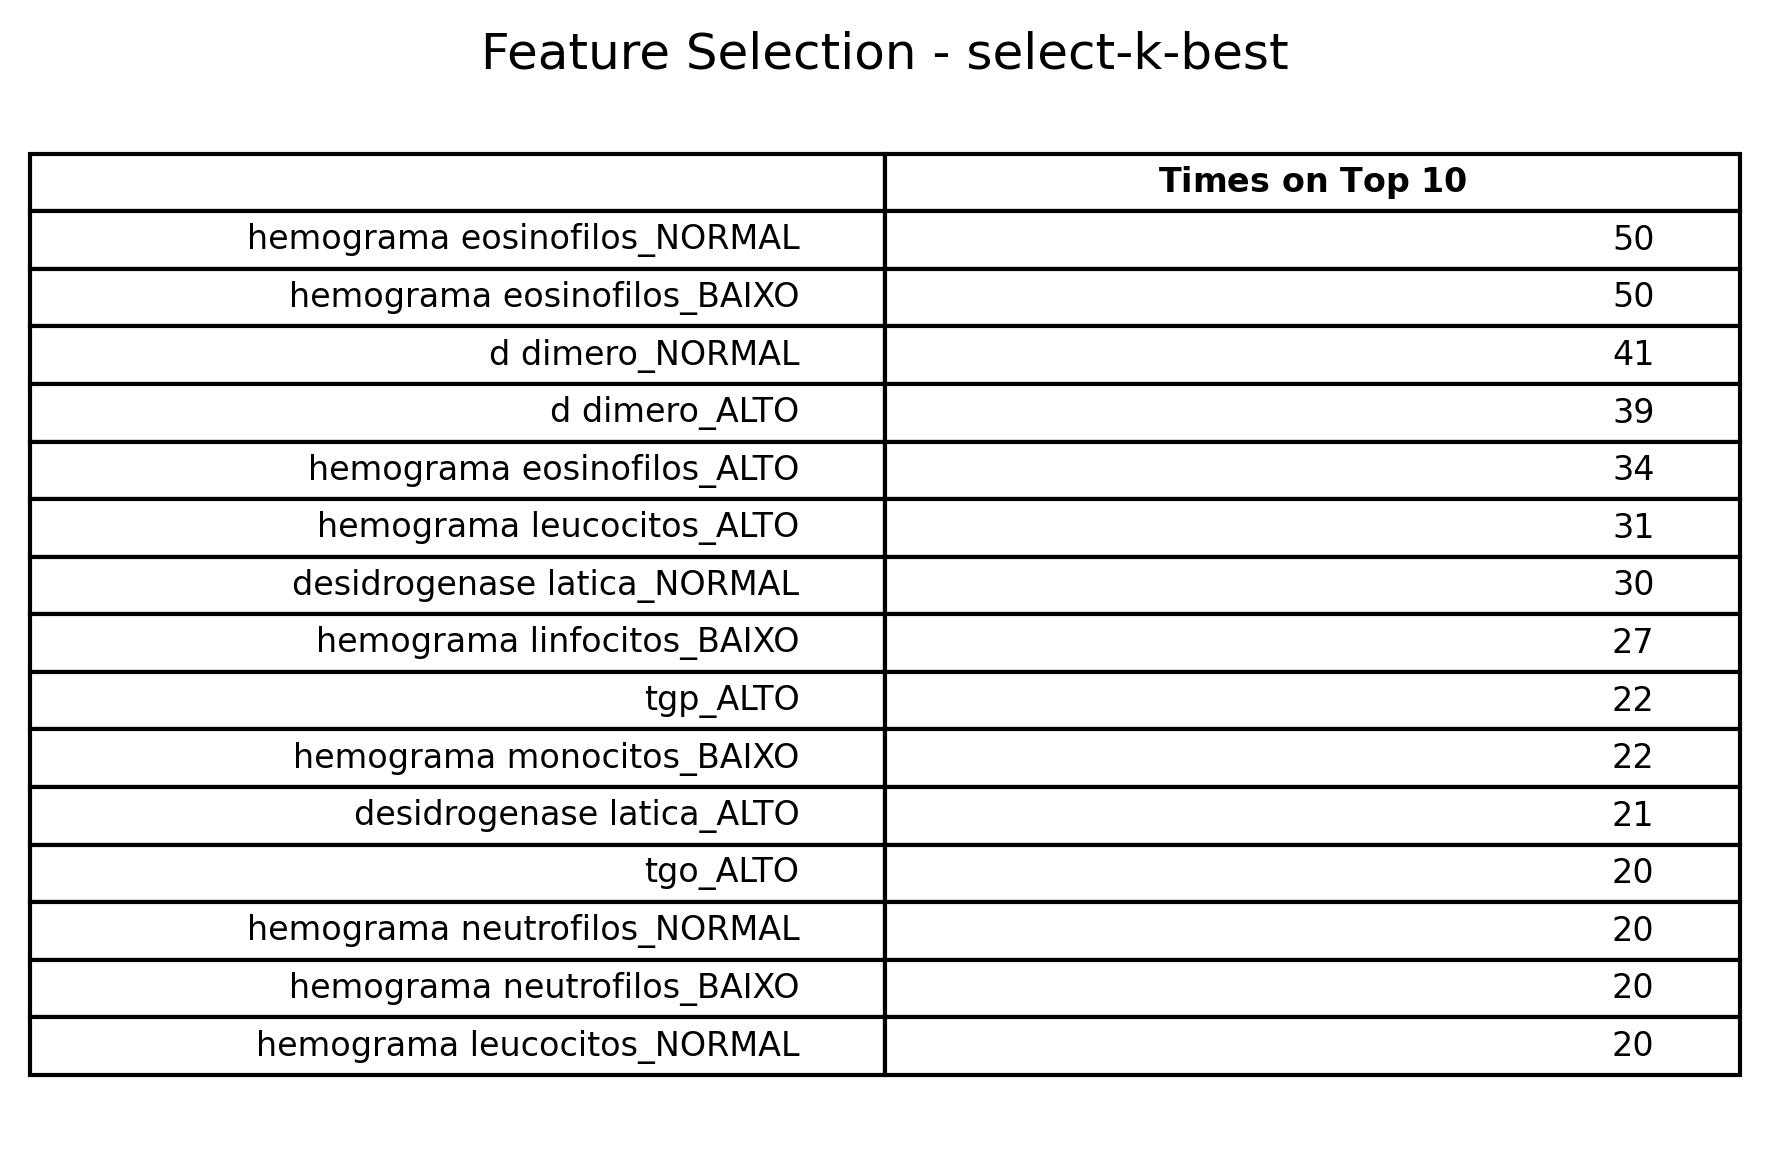 Feature Selection - select-k-best
Times on Top 10
hemograma eosinofilos_NORMAL 50
hemograma eosinofilos_BAIXO 50
d dimero_NORMAL 41
d dimero_ALTO 39
hemograma eosinofilos_ALTO 34
hemograma leucocitos_ALTO 31
desidrogenase latica_NORMAL 30
hemograma linfocitos_BAIXO 27
tgp_ALTO 22
hemograma monocitos_BAIXO 22
desidrogenase latica_ALTO 21
tgo_ALTO 20
hemograma neutrofilos_NORMAL 20
hemograma neutrofilos_BAIXO 20
hemograma leucocitos_NORMAL 20